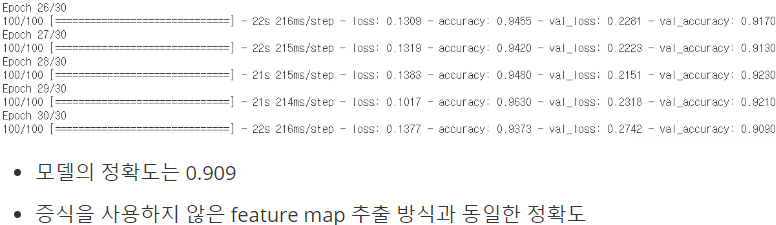 Epoch 26/30
100/100 [==============================] - 22s 216ms/step - loss: 0.1309 - accuracy: 0.9455 - val_loss: 0.2281 - val_accuracy: 0.9170
Epoch 27/30
100/100 [==============================] - 22s 215ms/step - loss: 0.1319 - accuracy: 0.9420 - val_loss: 0.2223 - val_accuracy: 0.9130
Epoch 28/30
100/100 [==============================] - 21s 215ms/step - loss: 0.1383 - accuracy: 0.9480 - val_loss: 0.2151 - val_accuracy: 0.9230
Epoch 29/30
100/100 [==============================] - 21s 214ms/step - loss: 0.1017 - accuracy: 0.9630 - val_loss: 0.2318 - val_accuracy: 0.9210
Epoch 30/30
100/100 [==============================] - 22s 216ms/step - loss: 0.1377 - accuracy: 0.9373 - val_loss: 0.2742 - val_accuracy: 0.9090
• 모델의 정확도는 0.909
• 증식을 사용하지 않은 feature map 추출 방식과 동일한 정확도